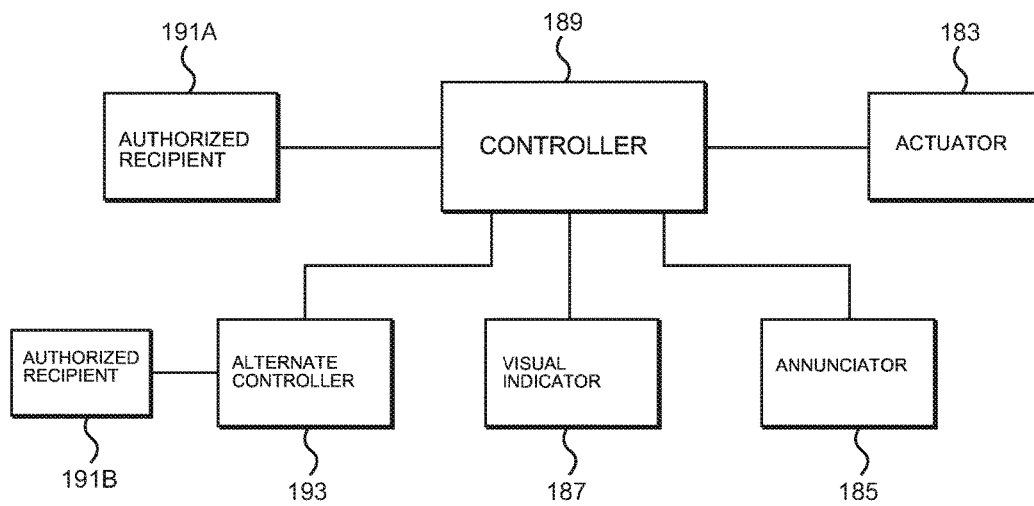 191A
189
183
AUTHORIZED
RECIPIENT
CONTROLLER
ACTUATOR
AUTHORIZED
RECIPIENT
ALTERNATE
CONTROLLER
VISUAL
INDICATOR
ANNUNCIATOR
191B
193
187
185